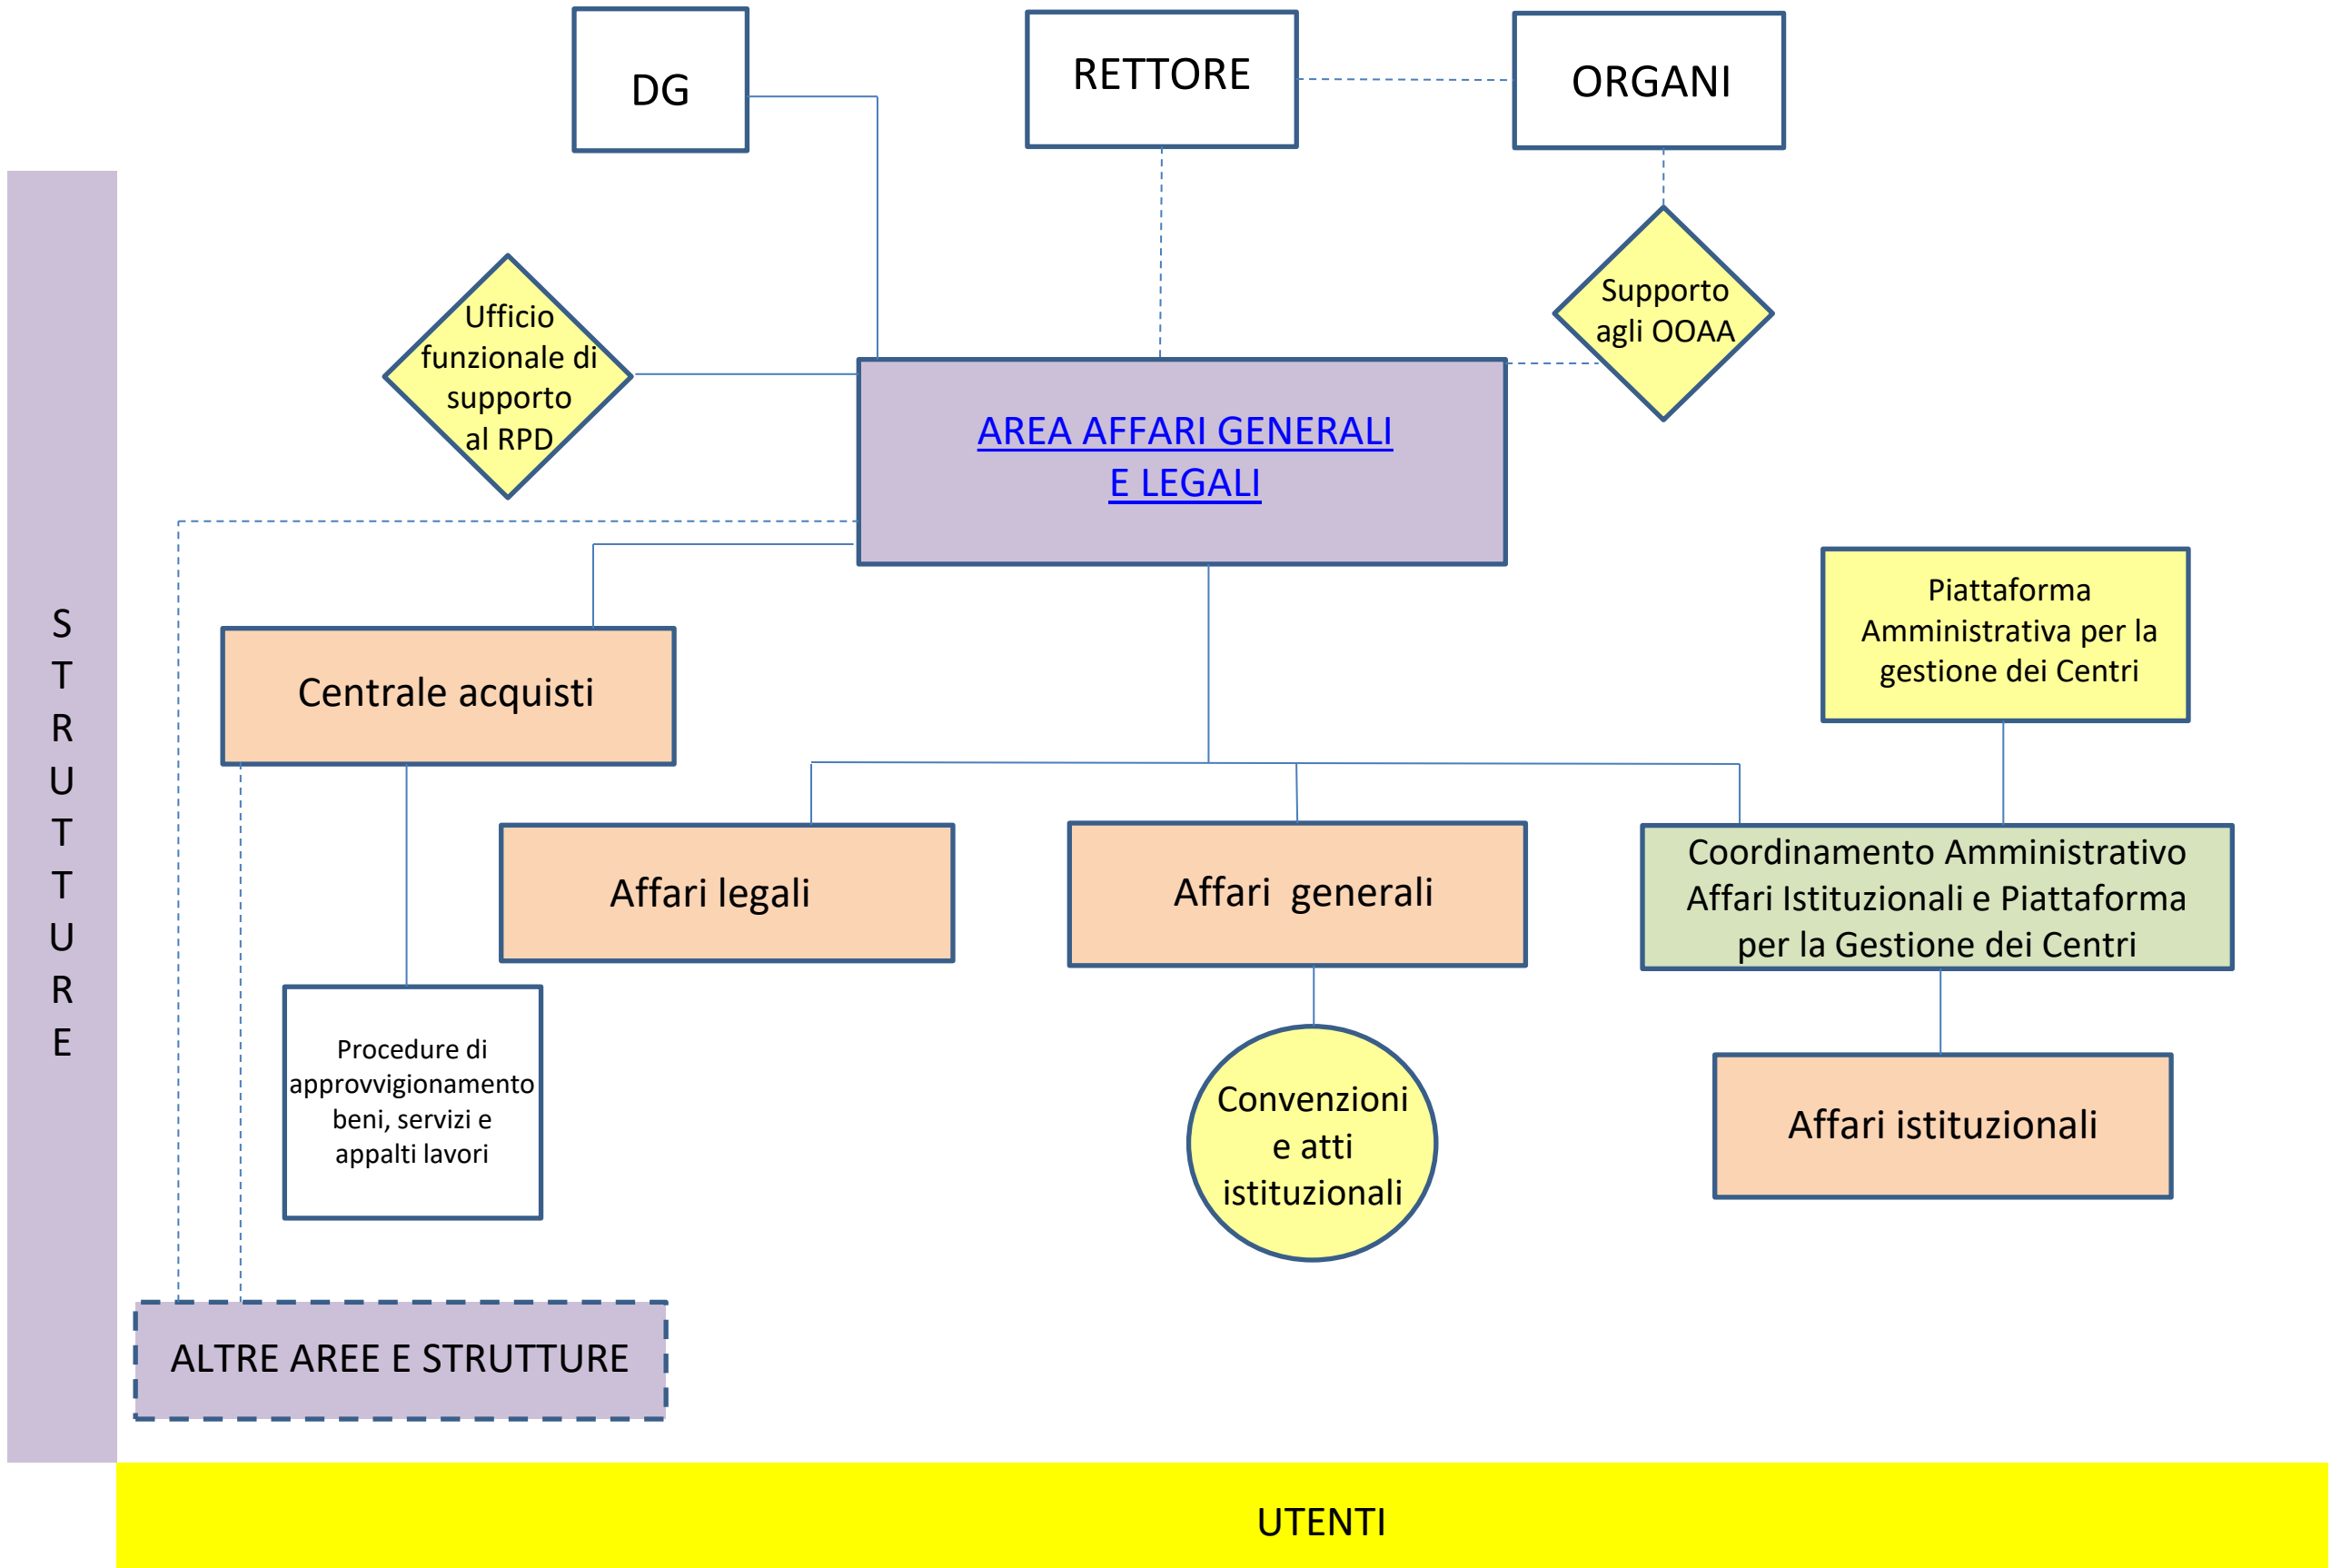 DG
RETTORE
ORGANI
Supporto
agli OOAA
Ufficio
funzionale di
supporto
al RPD
AREA AFFARI GENERALI
E LEGALI
S
T
R
U
T
T
U
R
E
Piattaforma
Amministrativa per la
gestione dei Centri
Centrale acquisti
Affari legali
Affari  generali
Coordinamento Amministrativo
Affari Istituzionali e Piattaforma
per la Gestione dei Centri
Procedure di
approvvigionamento
beni, servizi e
appalti lavori
Convenzioni
e atti
istituzionali
Affari istituzionali
ALTRE AREE E STRUTTURE
UTENTI